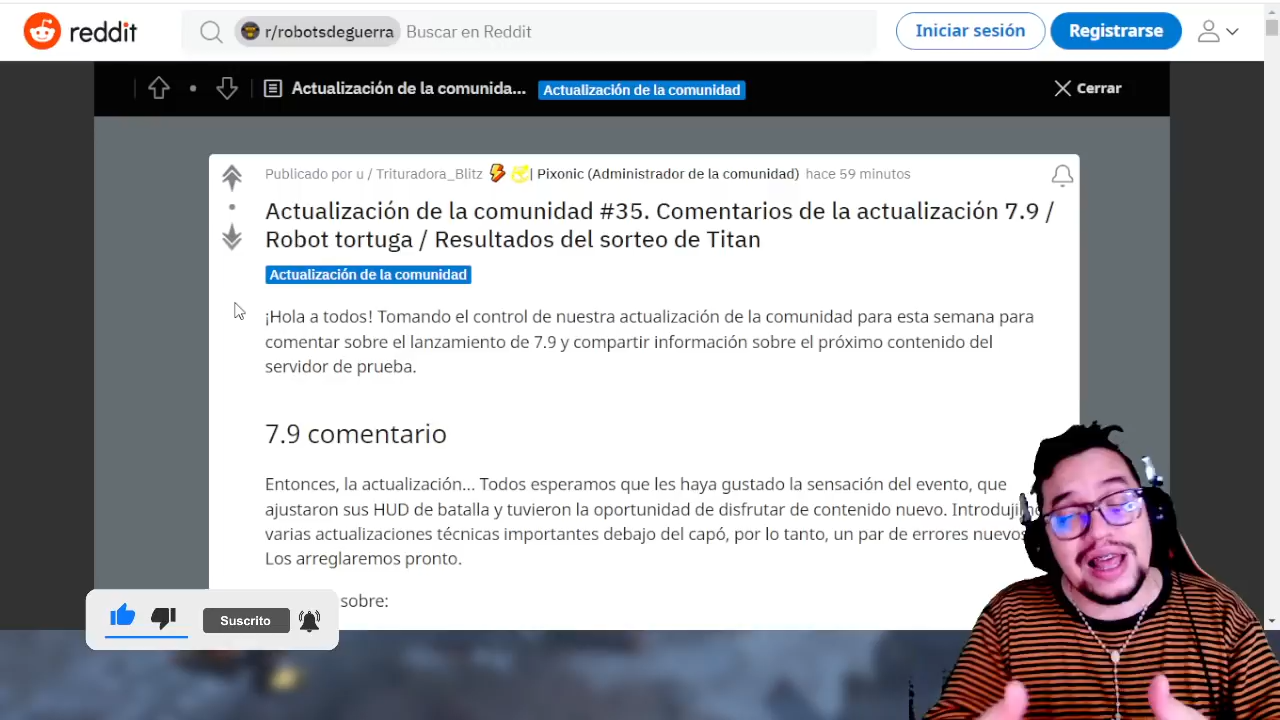 reddit
r/robotsdeguerra Buscar en Reddit
Iniciar sesión
Registrarse
Actualización de la comunida... Actualización de la comunidad
Cerrar
Publicado por u / Trituradora_Blitz | Pixonic (Administrador de la comunidad) hace 59 minutos
Actualización de la comunidad #35. Comentarios de la actualización 7.9 /
Robot tortuga / Resultados del sorteo de Titan
Actualización de la comunidad
¡Hola a todos! Tomando el control de nuestra actualización de la comunidad para esta semana para
comentar sobre el lanzamiento de 7.9 y compartir información sobre el próximo contenido del
servidor de prueba.
7.9 comentario
Entonces, la actualización... Todos esperamos que les haya gustado la sensación del evento, que
ajustaron sus HUD de batalla y tuvieron la oportunidad de disfrutar de contenido nuevo.
varias actualizaciones técnicas importantes debajo del capó, por lo tanto, un par de errores nuevos
Los arreglaremos pronto.
sobre:
Suscrito